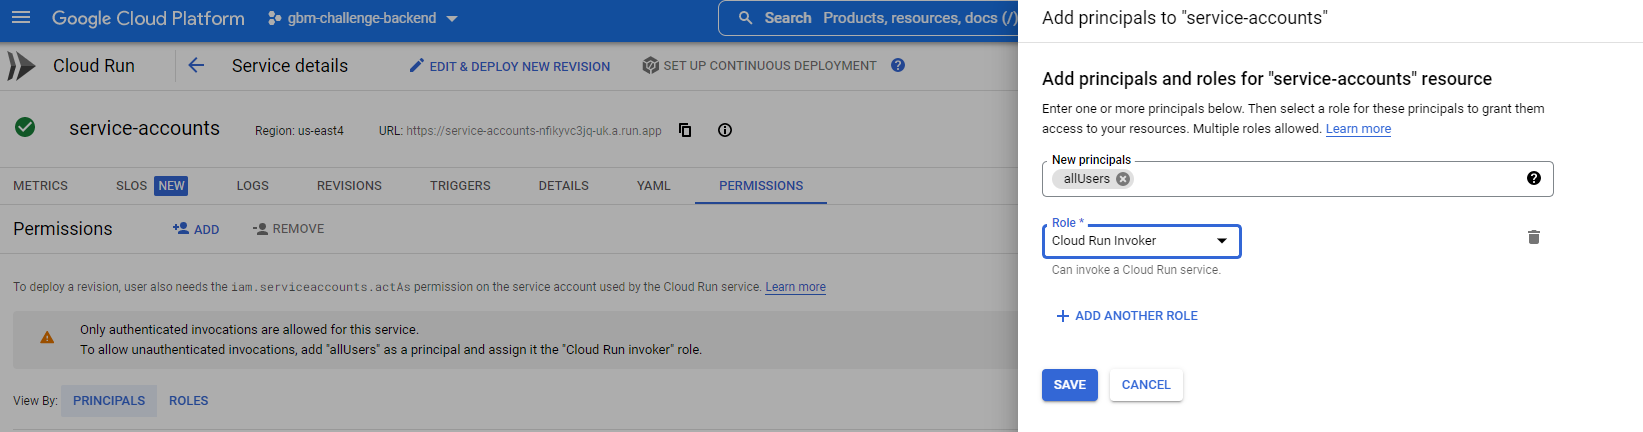 Google Cloud Platform
gbm-challenge-backend
Search Products, resources, docs (/)
Cloud Run
Service details
EDIT & DEPLOY NEW REVISION
SET UP CONTINUOUS DEPLOYMENT
?
service-accounts
Region: us-east4
URL: https://service-accounts-nfikyvc3jq-uk.a.run.app
METRICS
SLOS NEW
LOGS
REVISIONS
TRIGGERS
DETAILS
YAML
PERMISSIONS
Permissions
ADD
REMOVE
To deploy a revision, user also needs the iam.serviceaccounts.actAs permission on the service account used by the Cloud Run service. Learn more
Only authenticated invocations are allowed for this service.
To allow unauthenticated invocations, add "allUsers" as a principal and assign it the "Cloud Run invoker" role.
View By:
PRINCIPALS
ROLES
Add principals to "service-accounts"
Add principals and roles for "service-accounts" resource
Enter one or more principals below. Then select a role for these principals to grant them
access to your resources. Multiple roles allowed. Learn more
New principals
allUsers
?
Role *
Cloud Run Invoker
Can invoke a Cloud Run service.
ADD ANOTHER ROLE
SAVE
CANCEL